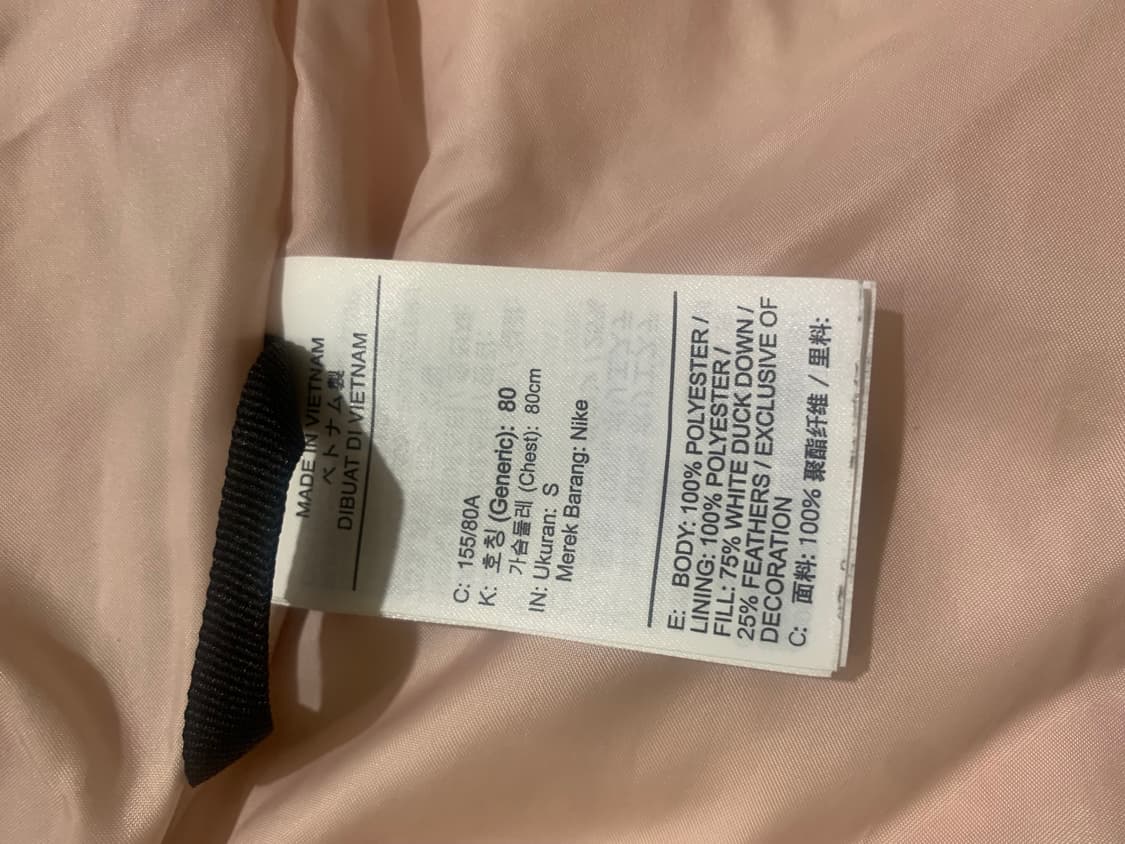 MADE IN VIETNAM
ベトナム製
DIBUAT DI VIETNAM
C: 155/80A
K: 호칭 (Generic): 80
가슴둘레 (Chest): 80cm
IN: Ukuran: S
Merek Barang: Nike
E: BODY: 100% POLYESTER /
LINING: 100% POLYESTER /
FILL: 75% WHITE DUCK DOWN /
25% FEATHERS / EXCLUSIVE OF
DECORATION
C: 面料: 100% 聚酯纤维 / 里料: